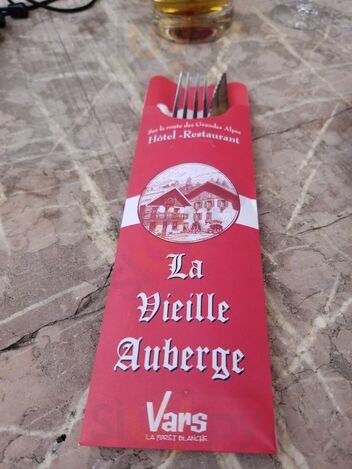 Sur la route des Grandes Alpes
Hôtel-Restaurant
La
Vieille
Auberge
Vars
LA FORÊT BLANCHE